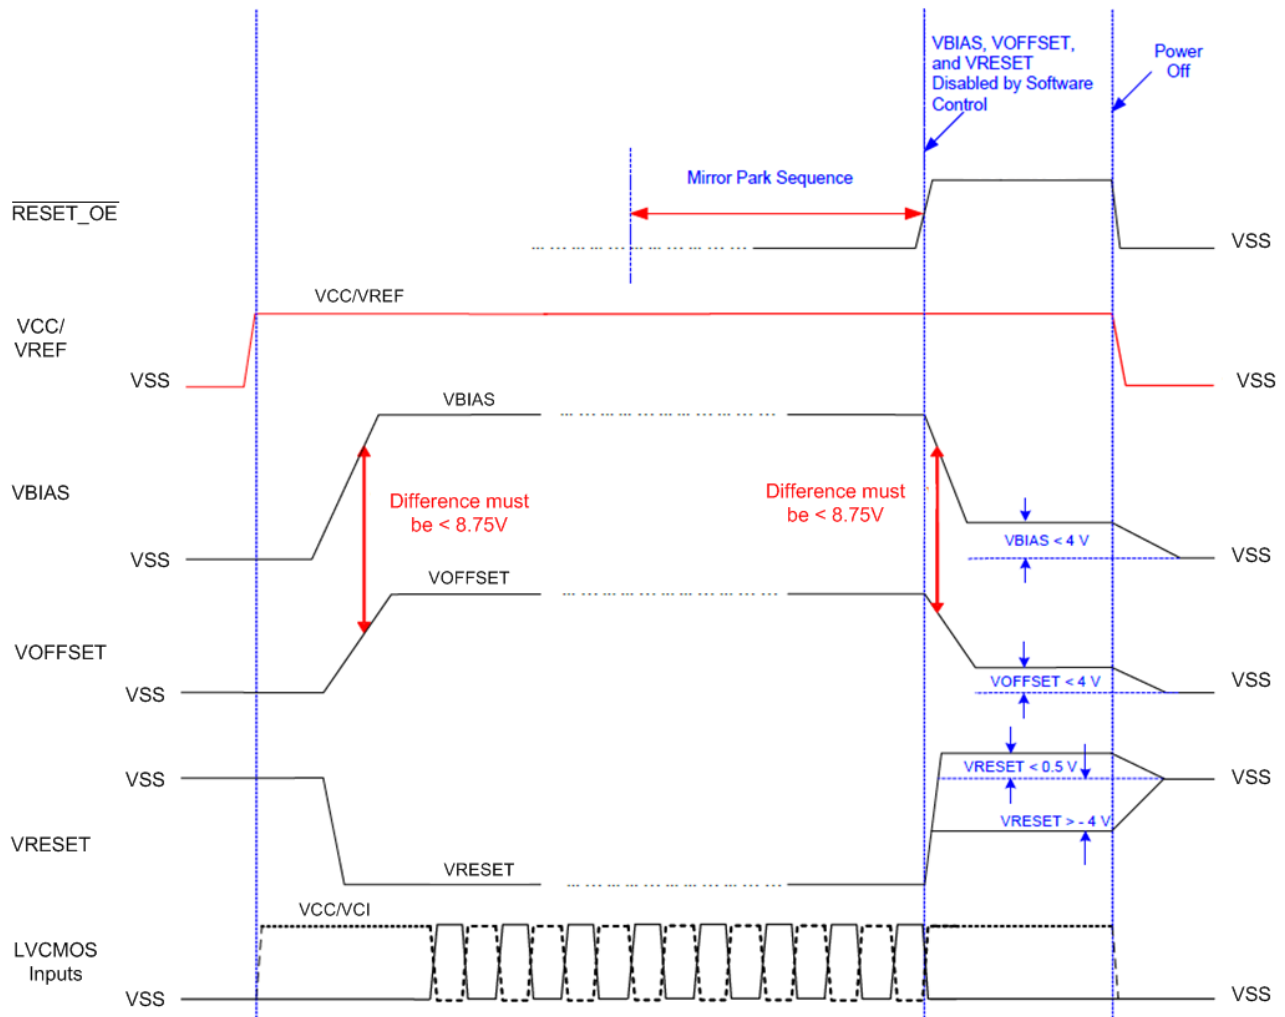 VBIAS, VOFFSET,
and VRESET
Disabled by Software
Control
Power
Off
Mirror Park Sequence
RESET_OE
VSS
VCC/VREF
VCC/
VREF
VSS
VSS
VBIAS
VBIAS
Difference must
be < 8.75V
Difference must
be < 8.75V
VBIAS < 4 V
VSS
VSS
VOFFSET
VOFFSET
VOFFSET < 4 V
VSS
VSS
VSS
VRESET < 0.5 V
VSS
VRESET > - 4 V
VRESET
VRESET
VCC/VCI
LVCMOS
Inputs
VSS
VSS